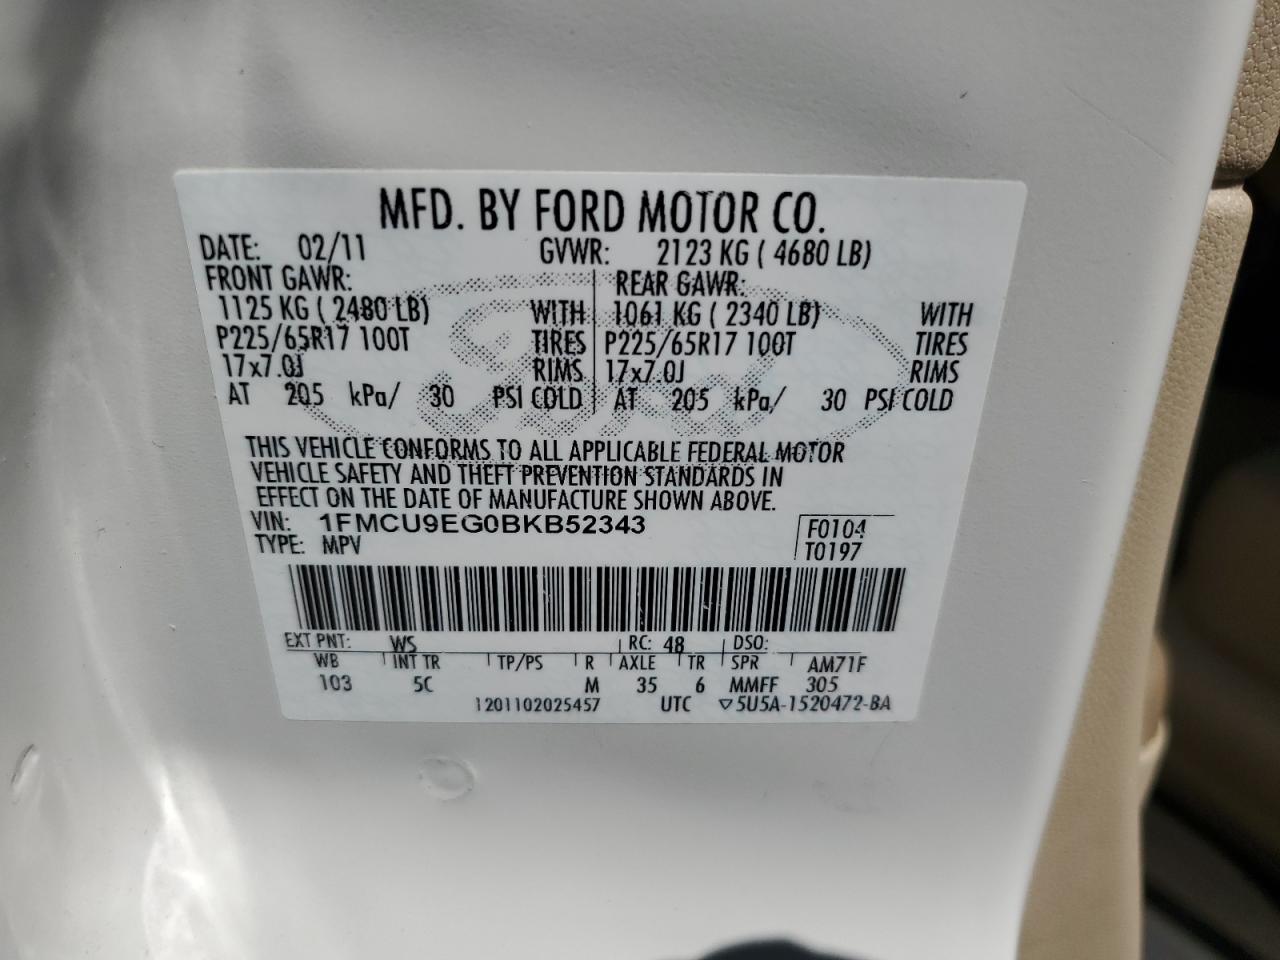 MFD. BY FORD MOTOR CO.
DATE: 02/11 GVWR: 2123 KG ( 4680 LB)
FRONT GAWR: REAR GAWR:
1125 KG ( 2480 LB) WITH 1061 KG ( 2340 LB) WITH
P225/65R17 100T TIRES P225/65R17 100T TIRES
17x7.0J RIMS 17x7.0J RIMS
AT 205 kPa/ 30 PSI COLD AT 205 kPa/ 30 PSI COLD
THIS VEHICLE CONFORMS TO ALL APPLICABLE FEDERAL MOTOR
VEHICLE SAFETY AND THEFT PREVENTION STANDARDS IN
EFFECT ON THE DATE OF MANUFACTURE SHOWN ABOVE.
VIN: 1FMCU9EG0BKB52343 F0104
TYPE: MPV T0197
EXT PNT: WS RC: 48 DSO:
WB INT TR TP/PS R AXLE TR SPR AM71F
103 5C M 35 6 MMFF 305
1201102025457 UTC ▽5U5A-1520472-BA